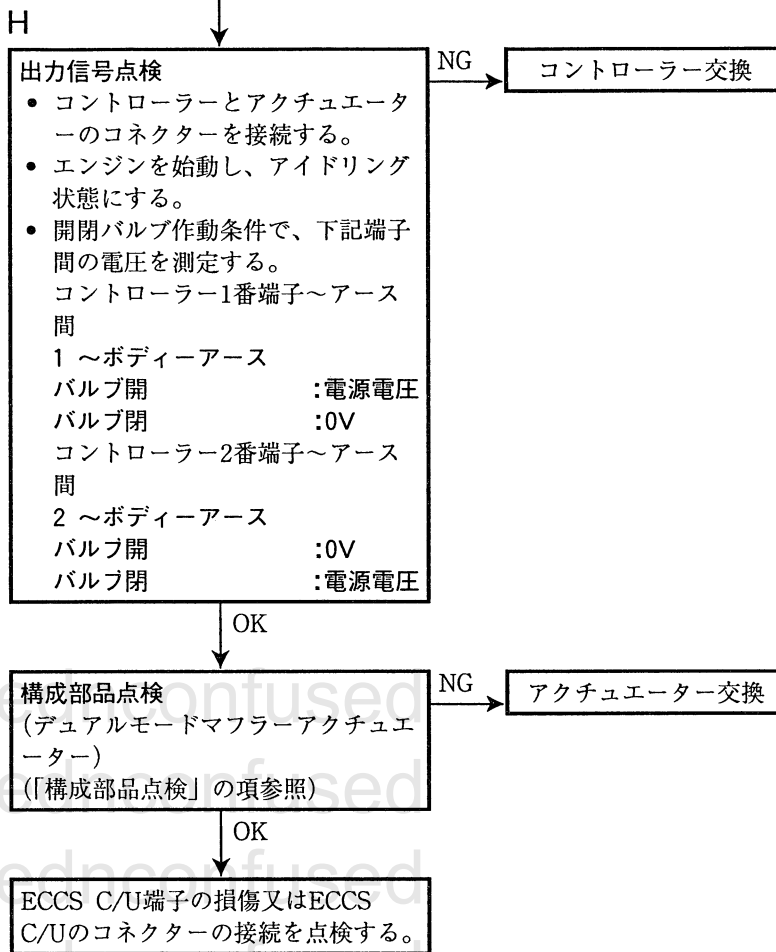 H
出力信号点検
NG
コントローラー交換
• コントローラーとアクチュエータ
ーのコネクターを接続する。
• エンジンを始動し、アイドリング
状態にする。
• 開閉バルブ作動条件で、下記端子
間の電圧を測定する。
コントローラー1番端子～アース
間
1 ～ボディーアース
バルブ開 :電源電圧
バルブ閉 :0V
コントローラー2番端子～アース
間
2 ～ボディーアース
バルブ開 :0V
バルブ閉 :電源電圧
OK
構成部品点検
NG
アクチュエーター交換
(デュアルモードマフラーアクチュエ
ーター)
(「構成部品点検」の項参照)
OK
ECCS C/U端子の損傷又はECCS
C/Uのコネクターの接続を点検する。
ednconfused
ednconfused
ednconfused